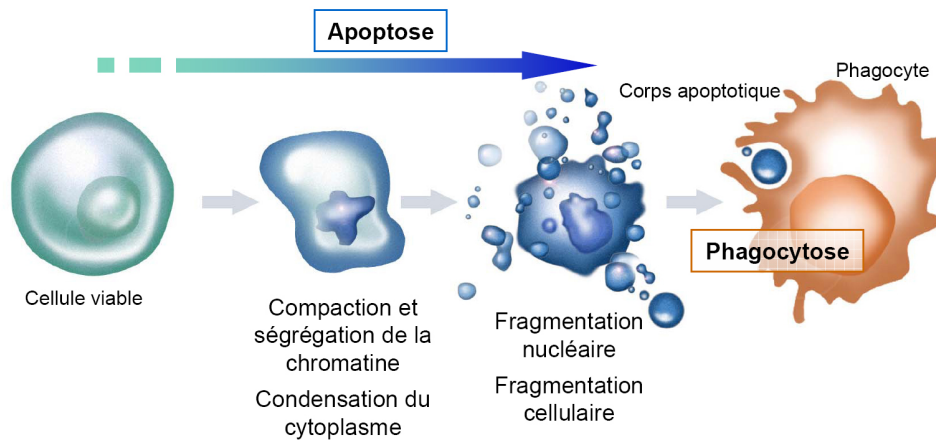 Apoptose
Corps apoptotique
Phagocyte
Phagocytose
Cellule viable
Compaction et
ségrégation de la
chromatine
Condensation du
cytoplasme
Fragmentation
nucléaire
Fragmentation
cellulaire